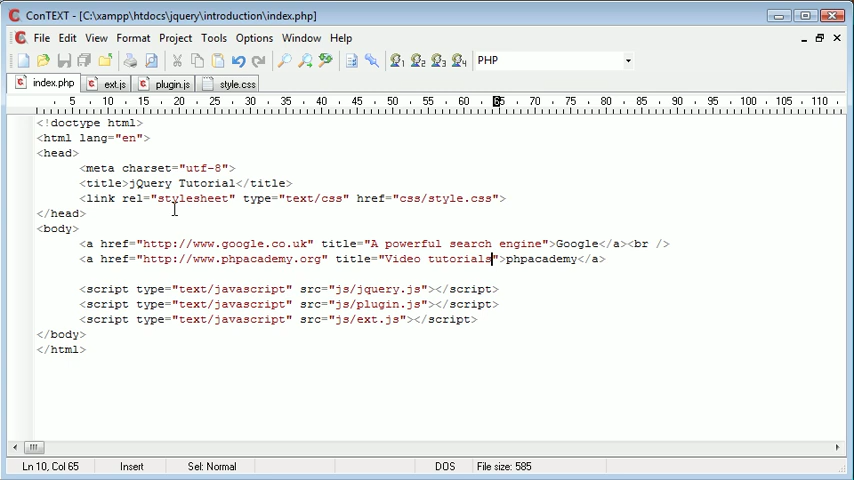 ConTEXT - [C:\xampp\htdocs\jquery\introduction\index.php]
File Edit View Format Project Tools Options Window Help
1 2 3 4 PHP
index.php ext.js plugin.js style.css
5 10 15 20 25 30 35 40 45 50 55 60 65 70 75 80 85 90 95 100 105 110
<!doctype html>
<html lang="en">
<head>
<meta charset="utf-8">
<title>jQuery Tutorial</title>
<link rel="stylesheet" type="text/css" href="css/style.css">
</head>
<body>
<a href="http://www.google.co.uk" title="A powerful search engine">Google</a><br />
<a href="http://www.phpacademy.org" title="Video tutorials">phpacademy</a>
<script type="text/javascript" src="js/jquery.js"></script>
<script type="text/javascript" src="js/plugin.js"></script>
<script type="text/javascript" src="js/ext.js"></script>
</body>
</html>
Ln 10, Col 65 Insert Sel: Normal DOS File size: 585